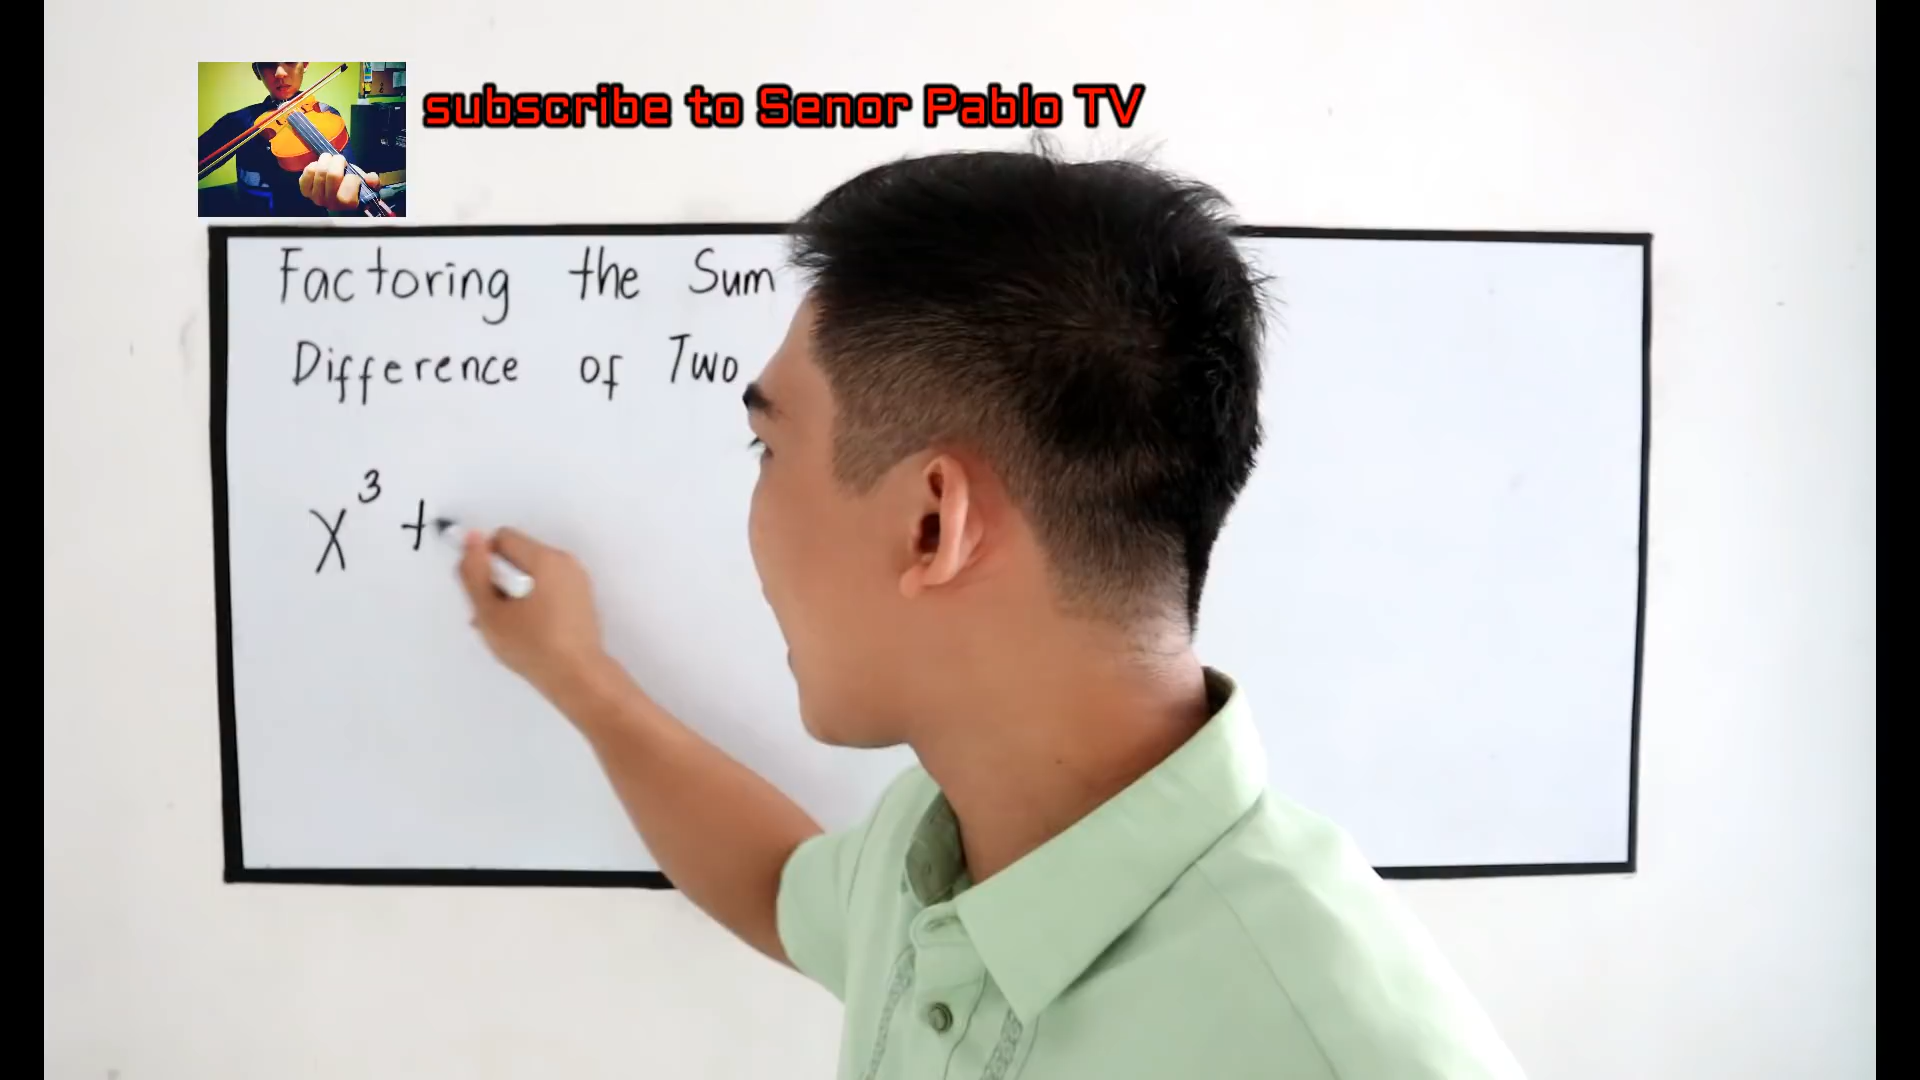 subscribe to Senor Pablo TV
Factoring the Sum
Difference of Two
x³ +